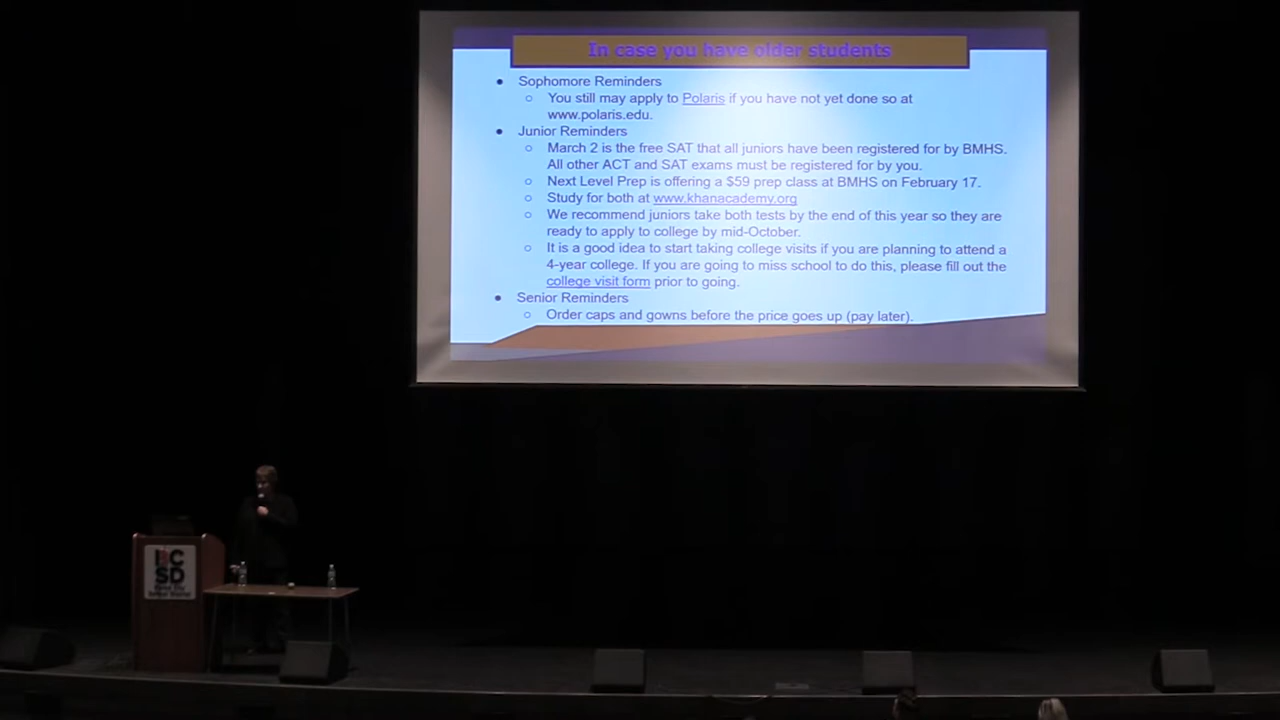 In case you have older students
● Sophomore Reminders
○ You still may apply to Polaris if you have not yet done so at
www.polaris.edu.
● Junior Reminders
○ March 2 is the free SAT that all juniors have been registered for by BMHS.
All other ACT and SAT exams must be registered for by you.
○ Next Level Prep is offering a $59 prep class at BMHS on February 17.
○ Study for both at www.khanacademy.org
○ We recommend juniors take both tests by the end of this year so they are
ready to apply to college by mid-October.
○ It is a good idea to start taking college visits if you are planning to attend a
4-year college. If you are going to miss school to do this, please fill out the
college visit form prior to going.
● Senior Reminders
○ Order caps and gowns before the price goes up (pay later).
BC
SD